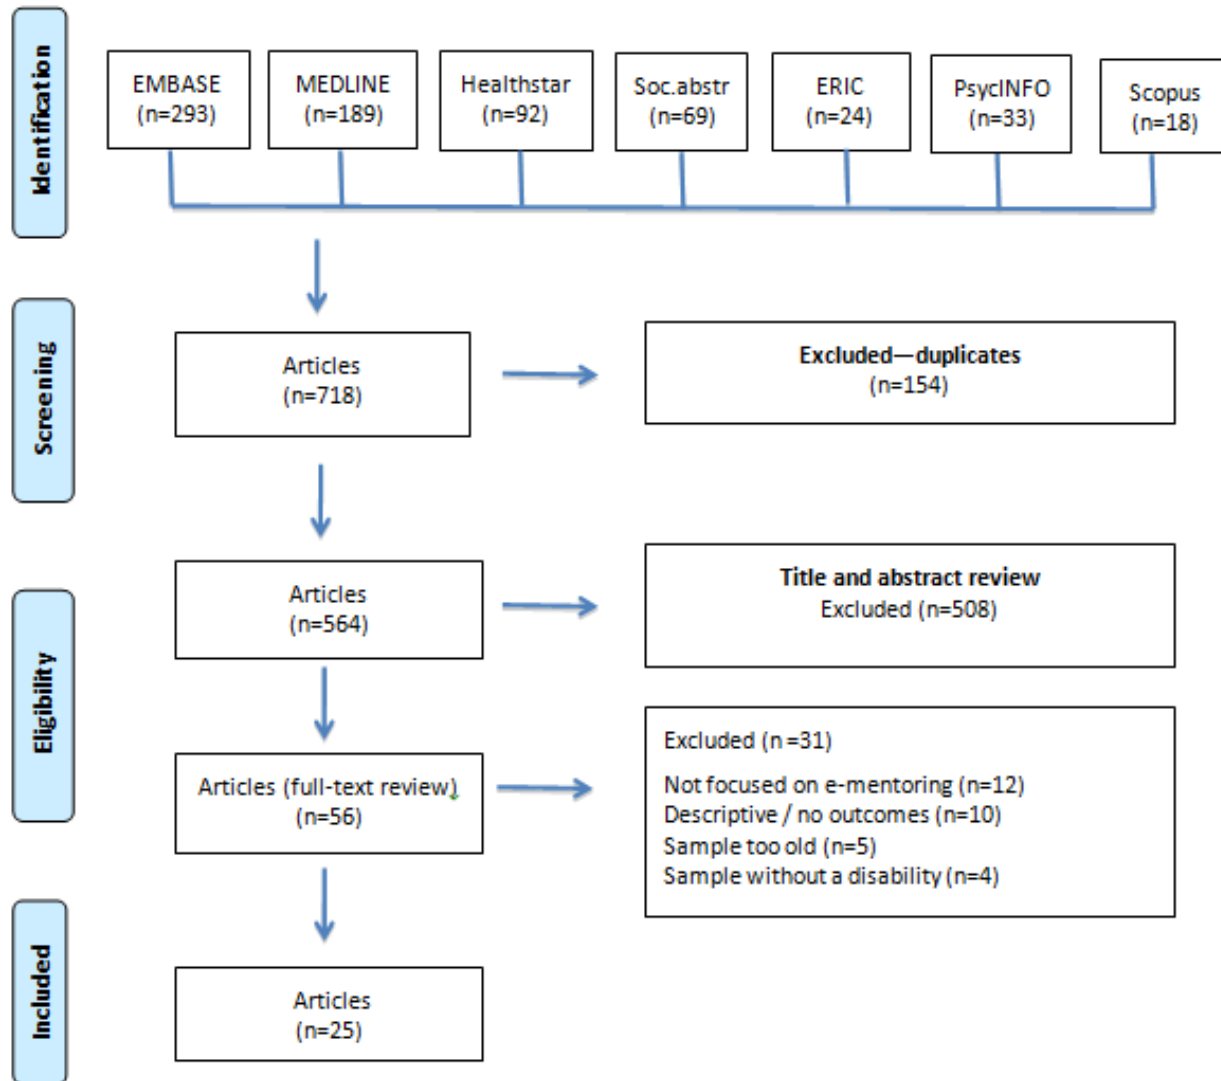 Identification
EMBASE
(n=293)
MEDLINE
(n=189)
Healthstar
(n=92)
Soc.abstr
(n=69)
ERIC
(n=24)
PsycINFO
(n=33)
Scopus
(n=18)
Screening
Articles
(n=718)
Excluded—duplicates
(n=154)
Eligibility
Articles
(n=564)
Title and abstract review
Excluded (n=508)
Articles (full-text review)
(n=56)
Excluded (n =31)
Not focused on e-mentoring (n=12)
Descriptive / no outcomes (n=10)
Sample too old (n=5)
Sample without a disability (n=4)
Included
Articles
(n=25)